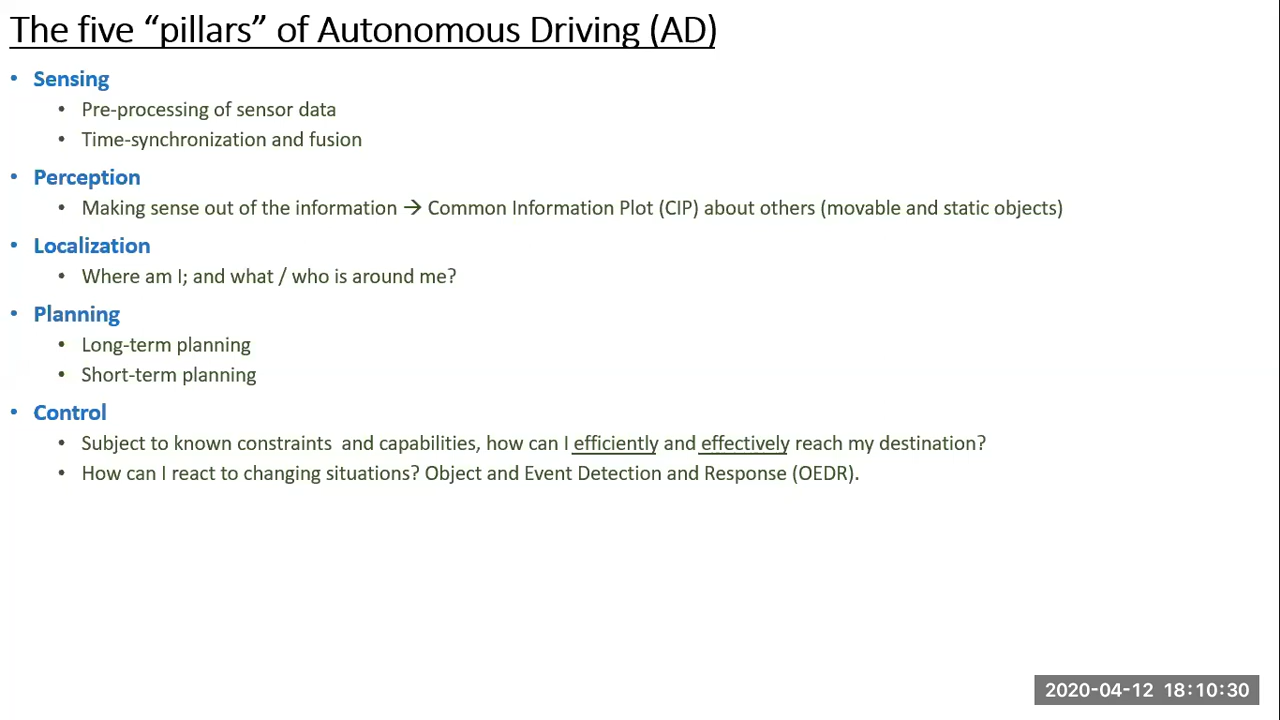 The five “pillars” of Autonomous Driving (AD)
• Sensing
• Pre-processing of sensor data
• Time-synchronization and fusion
• Perception
• Making sense out of the information → Common Information Plot (CIP) about others (movable and static objects)
• Localization
• Where am I; and what / who is around me?
• Planning
• Long-term planning
• Short-term planning
• Control
• Subject to known constraints  and capabilities, how can I efficiently and effectively reach my destination?
• How can I react to changing situations? Object and Event Detection and Response (OEDR).
2020-04-12 18:10:30